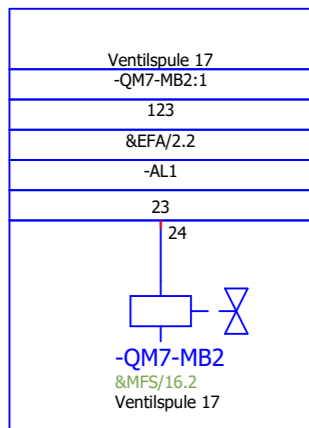 Ventilspule 17
-QM7-MB2:1
123
&EFA/2.2
-AL1
23
24
-QM7-MB2
&MFS/16.2
Ventilspule 17